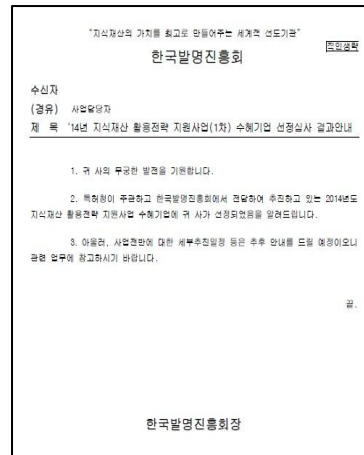 "지식재산의 가치를 최고로 만들어주는 세계적 선도기관"
한국발명진흥회
직인생략
수신자
(경유) 사업담당자
제 목 '14년 지식재산 활용전략 지원사업(1차) 수혜기업 선정심사 결과안내
1. 귀 사의 무궁한 발전을 기원합니다.
2. 특허청이 주관하고 한국발명진흥회에서 전담하여 추진하고 있는 2014년도
지식재산 활용전략 지원사업 수혜기업에 귀 사가 선정되었음을 알려드립니다.
3. 아울러, 사업전반에 대한 세부추진일정 등은 추후 안내를 드릴 예정이오니
관련 업무에 참고하시기 바랍니다.
끝.
한국발명진흥회장